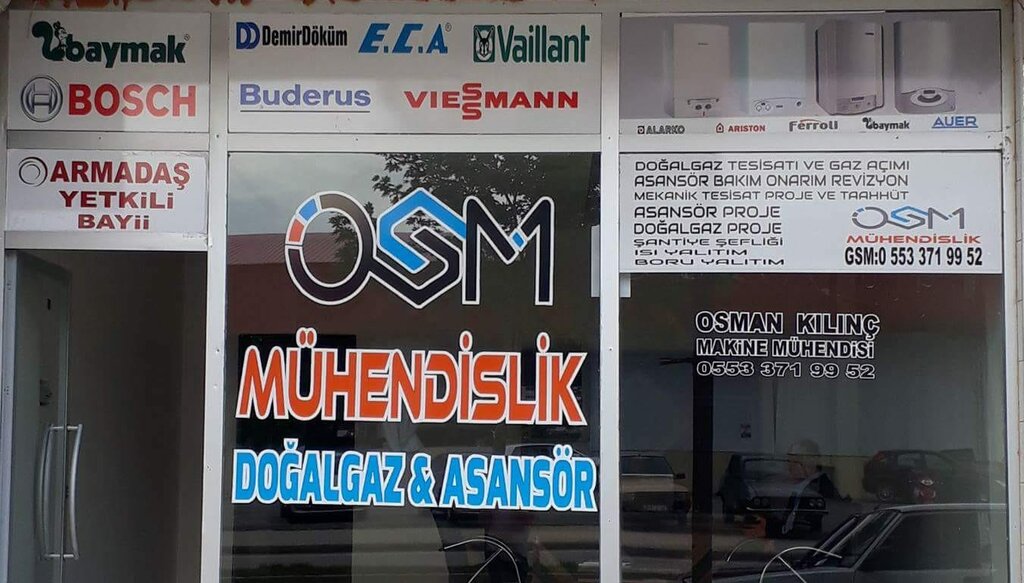 baymak
BOSCH
DemirDöküm E.C.A Vaillant
Buderus VIESSMANN
ALARKO ARISTON Ferroli baymak AUER
ARMADAŞ
YETKİLİ
BAYİİ
OSM
MÜHENDİSLİK
DOĞALGAZ & ASANSÖR
DOĞALGAZ TESİSATI VE GAZ AÇIMI
ASANSÖR BAKIM ONARIM REVİZYON
MEKANİK TESİSAT PROJE VE TAAHHÜT
ASANSÖR PROJE
DOĞALGAZ PROJE
ŞANTİYE ŞEFLİĞİ
ISI YALITIM
BORU YALITIM
OSM
MÜHENDİSLİK
GSM:0 553 371 99 52
OSMAN KILINÇ
MAKİNE MÜHENDİSİ
0553 371 99 52